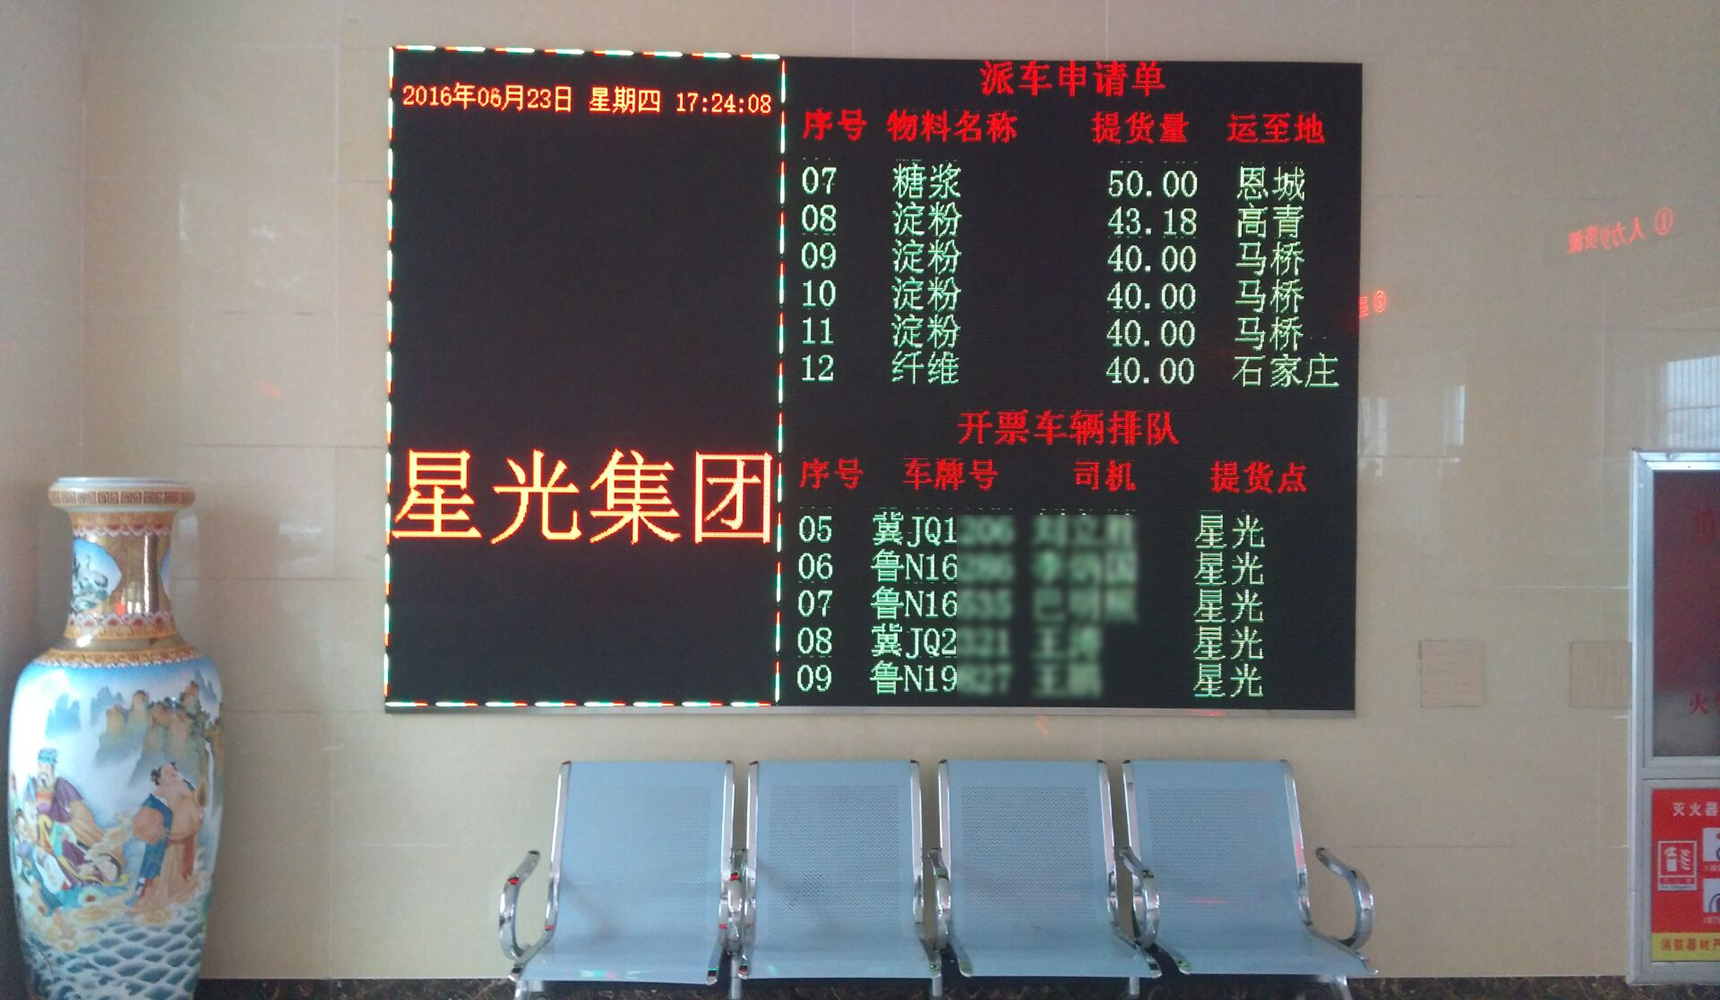 2016年06月23日 星期四 17:24:08
星光集团
派车申请单
序号 物料名称 提货量 运至地
07 糖浆 50.00 恩城
08 淀粉 43.18 高青
09 淀粉 40.00 马桥
10 淀粉 40.00 马桥
11 淀粉 40.00 马桥
12 纤维 40.00 石家庄
开票车辆排队
序号 车牌号 司机 提货点
05 冀JQ1 星光
06 鲁N16 星光
07 鲁N16 星光
08 冀JQ2 星光
09 鲁N19 星光
灭火器
消防器材